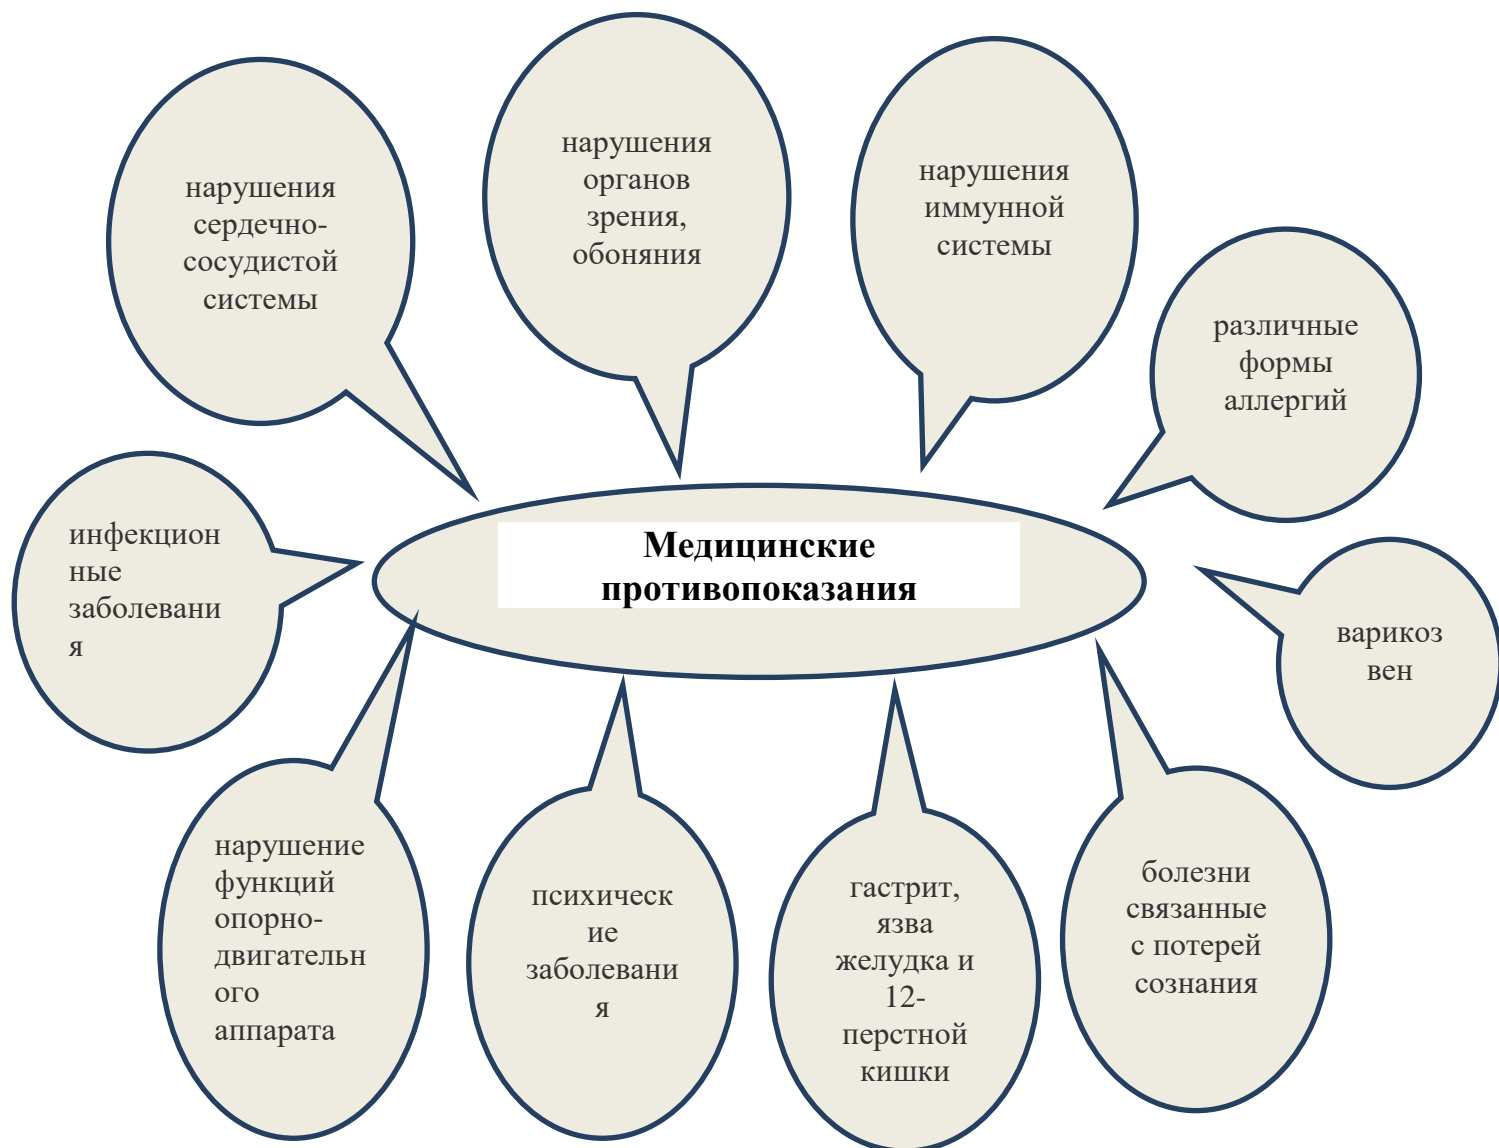 нарушения
сердечно-
сосудистой
системы
нарушения
органов
зрения,
обоняния
нарушения
иммунной
системы
различные
формы
аллергий
инфекцион
ные
заболевани
я
Медицинские
противопоказания
варикоз
вен
нарушение
функций
опорно-
двигательн
ого
аппарата
психическ
ие
заболевани
я
гастрит,
язва
желудка и
12-
перстной
кишки
болезни
связанные
с потерей
сознания